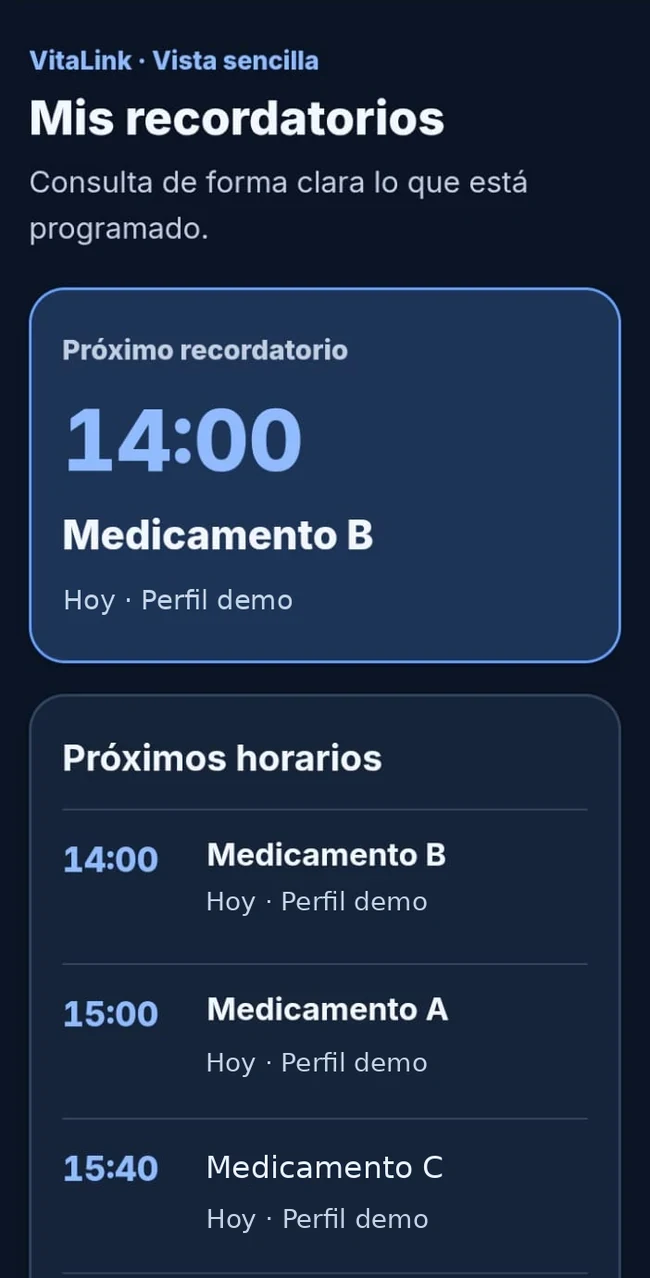 VitaLink · Vista sencilla
Mis recordatorios
Consulta de forma clara lo que está
programado.
Próximo recordatorio
14:00
Medicamento B
Hoy · Perfil demo
Próximos horarios
14:00 Medicamento B
Hoy · Perfil demo
15:00 Medicamento A
Hoy · Perfil demo
15:40 Medicamento C
Hoy · Perfil demo